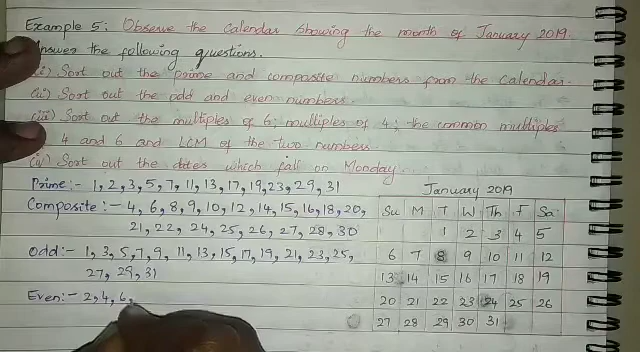 Example 5: Observe the Calendar showing the month of January 2019.
Answer the following questions.
(i) Sort out the prime and composite numbers from the Calendar.
(ii) Sort out the odd and even numbers.
(iii) Sort out the multiples of 6; multiples of 4; the common multiples
4 and 6 and LCM of the two numbers
(iv) Sort out the dates which fall on Monday.
Prime:- 1, 2, 3, 5, 7, 11, 13, 17, 19, 23, 29, 31
Composite:- 4, 6, 8, 9, 10, 12, 14, 15, 16, 18, 20,
21, 22, 24, 25, 26, 27, 28, 30
Odd:- 1, 3, 5, 7, 9, 11, 13, 15, 17, 19, 21, 23, 25,
27, 29, 31
Even:- 2, 4, 6,
January 2019
Su M T W Th F Sa
1 2 3 4 5
6 7 8 9 10 11 12
13 14 15 16 17 18 19
20 21 22 23 24 25 26
27 28 29 30 31